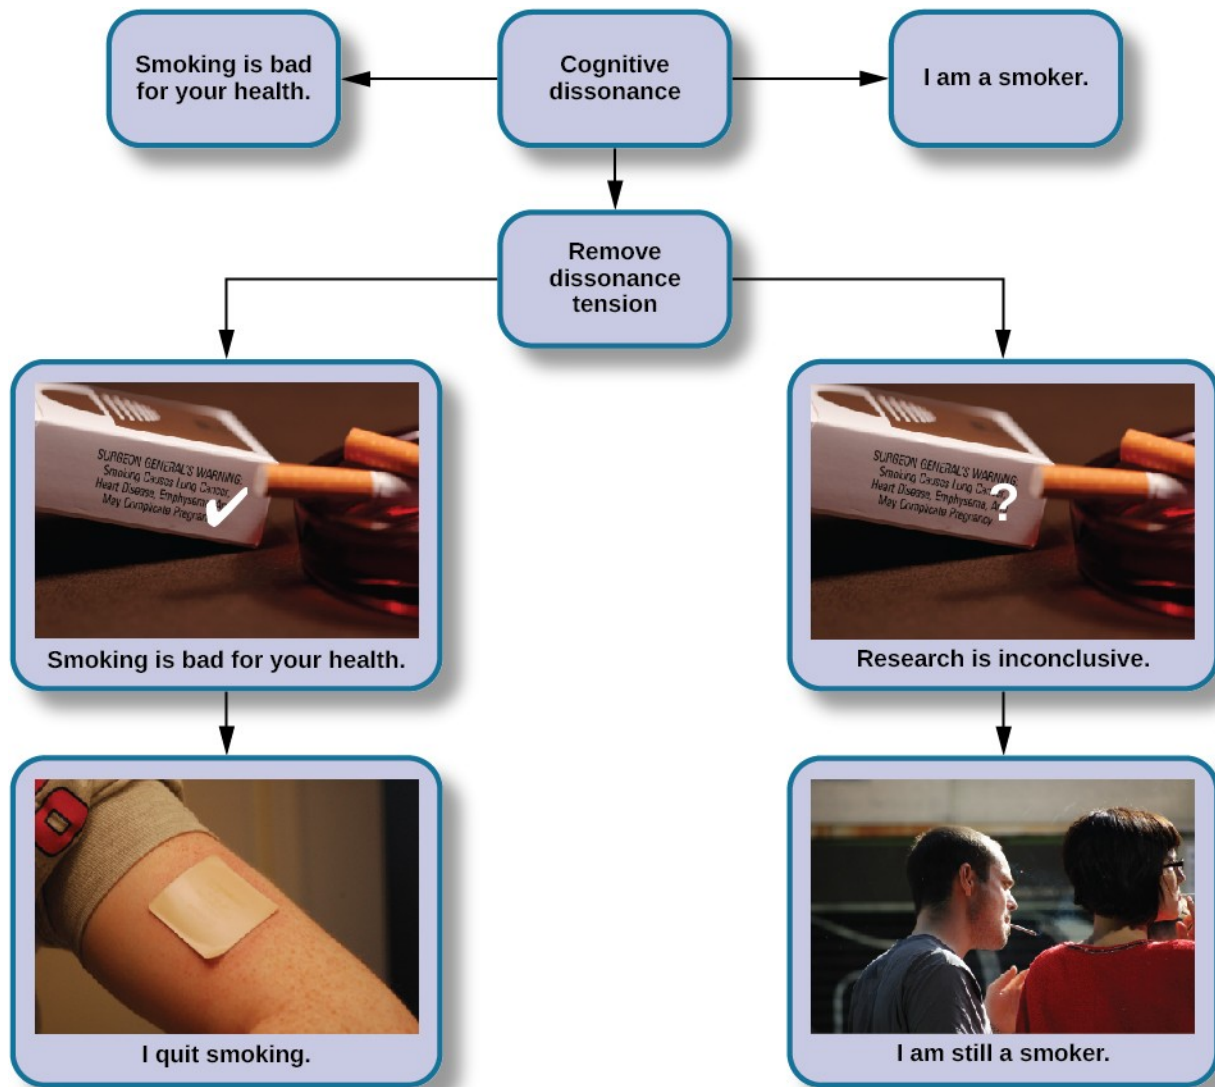 Smoking is bad
for your health.
Cognitive
dissonance
I am a smoker.
Remove
dissonance
tension
SURGEON GENERAL'S WARNING:
Smoking Causes Lung Cancer,
Heart Disease, Emphysema, 
May Complicate Pregnancy
Smoking is bad for your health.
SURGEON GENERAL'S WARNING:
Smoking Causes Lung Cancer,
Heart Disease, Emphysema, 
May Complicate Pregnancy
?
Research is inconclusive.
I quit smoking.
I am still a smoker.